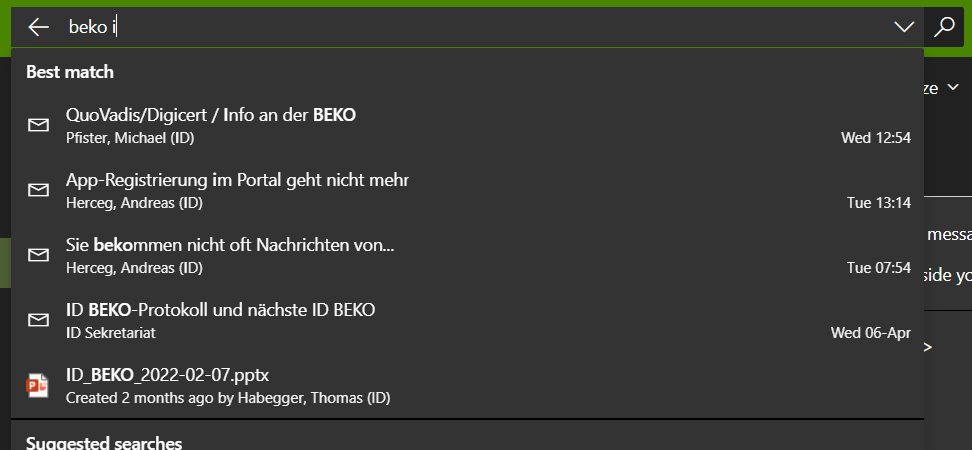 beko i
Best match
QuoVadis/Digicert / Info an der BEKO
Pfister, Michael (ID)
Wed 12:54
ze
App-Registrierung im Portal geht nicht mehr
Herceg, Andreas (ID)
Tue 13:14
Sie bekommen nicht oft Nachrichten von...
Herceg, Andreas (ID)
Tue 07:54
messa
side yo
ID BEKO-Protokoll und nächste ID BEKO
ID Sekretariat
Wed 06-Apr
>
ID_BEKO_2022-02-07.pptx
Created 2 months ago by Habegger, Thomas (ID)
Suggested searches